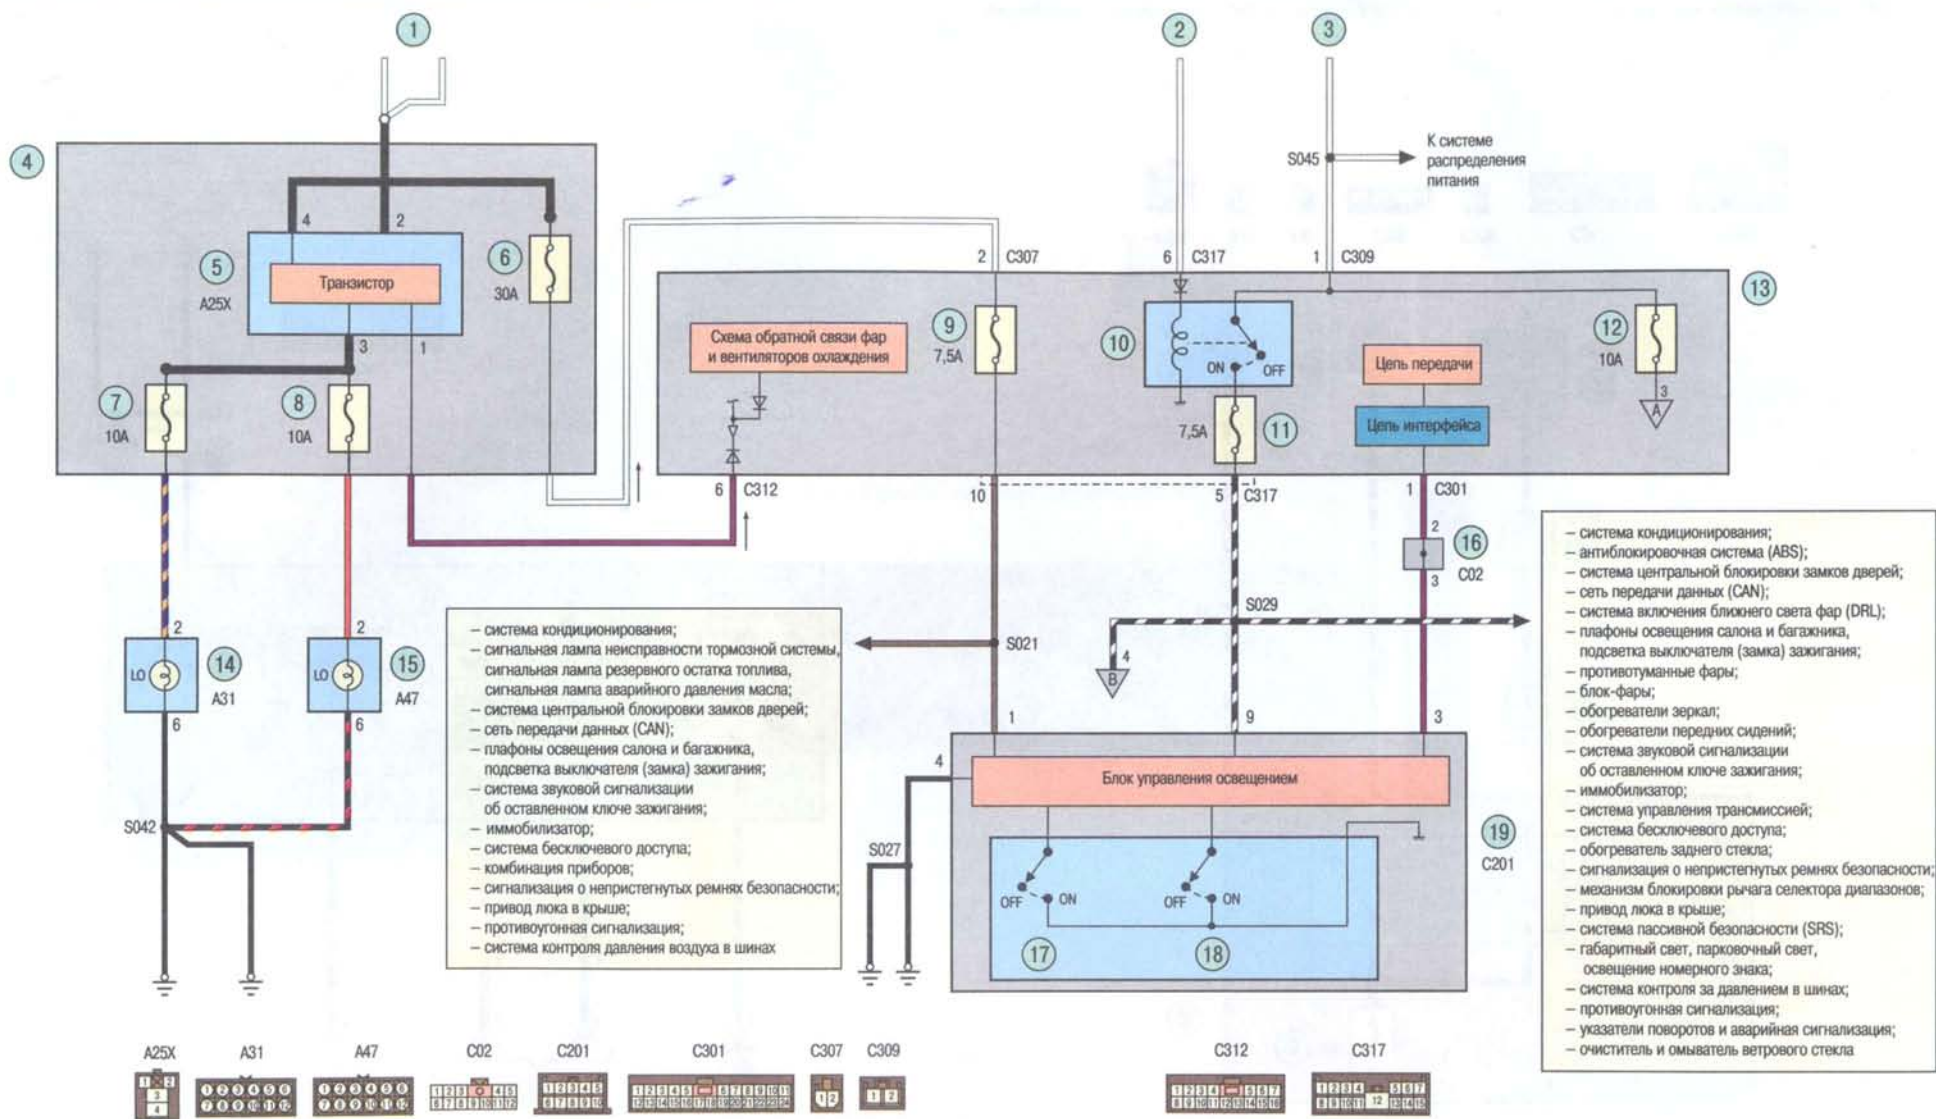 1
2
3
4
К системе
распределения
питания
S045
4
2
5
A25X
Транзистор
6
30А
3
1
7
10А
8
10А
2
C307
6
C317
1
C309
13
Схема обратной связи фар
и вентиляторов охлаждения
9
7,5А
10
ON
OFF
11
7,5А
Цепь передачи
Цепь интерфейса
12
10А
3
A
6
C312
10
5
C317
1
C301
2
16
C02
3
2
LO
14
A31
6
2
LO
15
A47
6
S042
– система кондиционирования;
– сигнальная лампа неисправности тормозной системы,
сигнальная лампа резервного остатка топлива,
сигнальная лампа аварийного давления масла;
– система центральной блокировки замков дверей;
– сеть передачи данных (CAN);
– плафоны освещения салона и багажника,
подсветка выключателя (замка) зажигания;
– система звуковой сигнализации
об оставленном ключе зажигания;
– иммобилизатор;
– система бесключевого доступа;
– комбинация приборов;
– сигнализация о непристегнутых ремнях безопасности;
– привод люка в крыше;
– противоугонная сигнализация;
– система контроля давления воздуха в шинах
S021
S029
4
B
1
9
3
4
Блок управления освещением
S027
OFF
ON
OFF
ON
17
18
19
C201
– система кондиционирования;
– антиблокировочная система (ABS);
– система центральной блокировки замков дверей;
– сеть передачи данных (CAN);
– система включения ближнего света фар (DRL);
– плафоны освещения салона и багажника,
подсветка выключателя (замка) зажигания;
– противотуманные фары;
– блок-фары;
– обогреватели зеркал;
– обогреватели передних сидений;
– система звуковой сигнализации
об оставленном ключе зажигания;
– иммобилизатор;
– система управления трансмиссией;
– система бесключевого доступа;
– обогреватель заднего стекла;
– сигнализация о непристегнутых ремнях безопасности;
– механизм блокировки рычага селектора диапазонов;
– привод люка в крыше;
– система пассивной безопасности (SRS);
– габаритный свет, парковочный свет,
освещение номерного знака;
– система контроля за давлением в шинах;
– противоугонная сигнализация;
– указатели поворотов и аварийная сигнализация;
– очиститель и омыватель ветрового стекла
A25X
A31
A47
C02
C201
C301
C307
C309
C312
C317